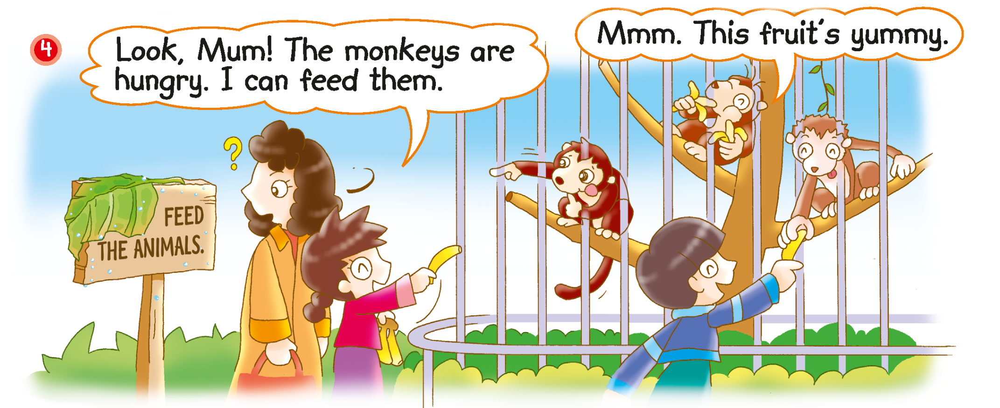 4
Look, Mum! The monkeys are
hungry. I can feed them.
Mmm. This fruit's yummy.
?
FEED
THE ANIMALS.